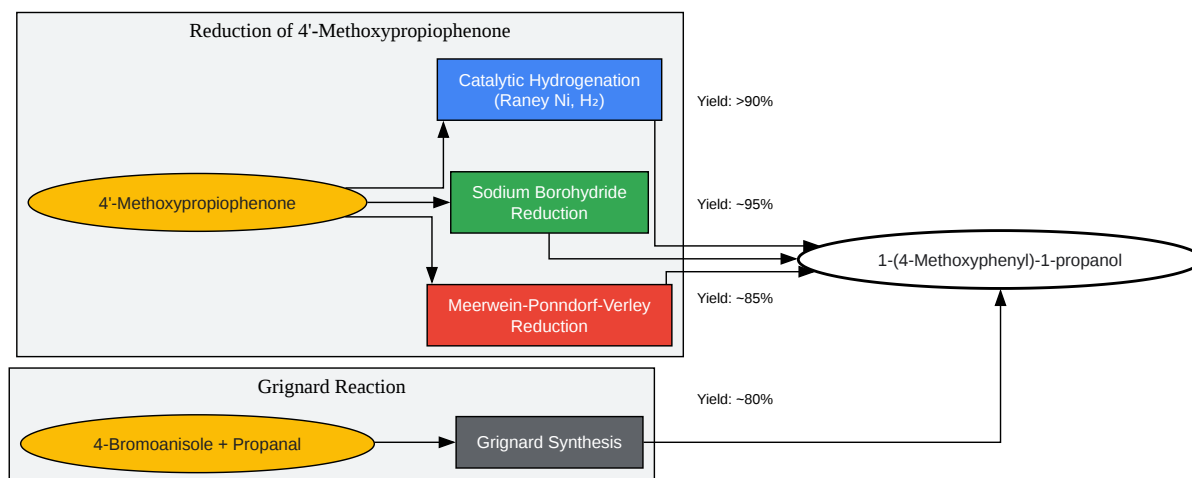 Reduction of 4'-Methoxypropiophenone
Catalytic Hydrogenation
(Raney Ni, H₂)
Yield: >90%
4'-Methoxypropiophenone
Sodium Borohydride
Reduction
Yield: ~95%
1-(4-Methoxyphenyl)-1-propanol
Meerwein-Ponndorf-Verley
Reduction
Yield: ~85%
Grignard Reaction
Yield: ~80%
4-Bromoanisole + Propanal
Grignard Synthesis